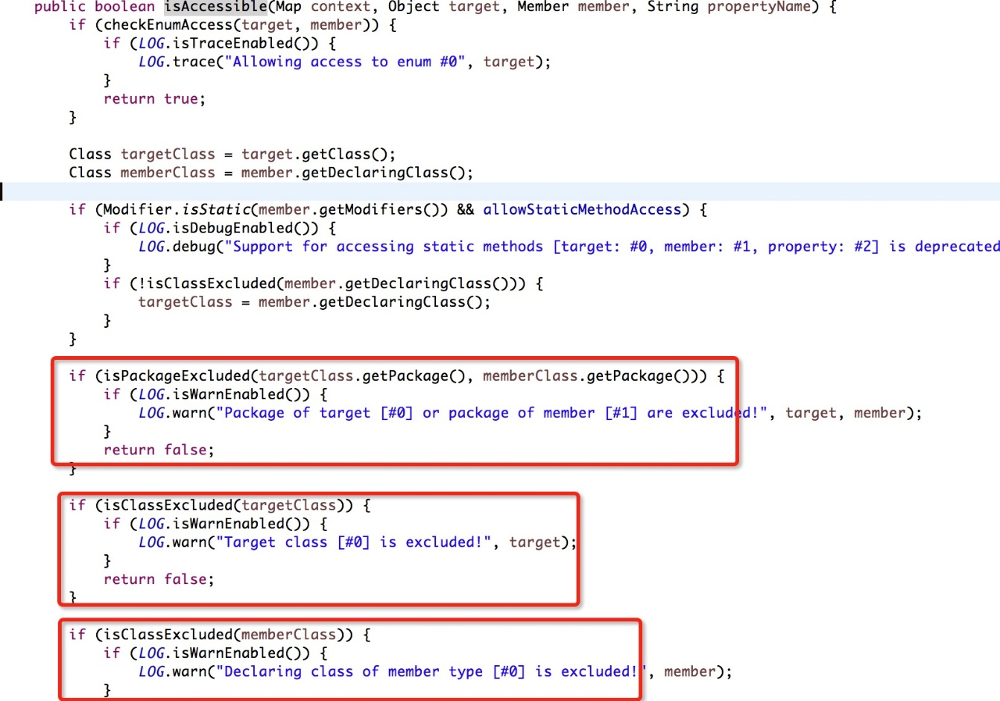 public boolean isAccessible(Map context, Object target, Member member, String propertyName) {
if (checkEnumAccess(target, member)) {
if (LOG.isTraceEnabled()) {
LOG.trace("Allowing access to enum #0", target);
}
return true;
}
Class targetClass = target.getClass();
Class memberClass = member.getDeclaringClass();
if (Modifier.isStatic(member.getModifiers()) && allowStaticMethodAccess) {
if (LOG.isDebugEnabled()) {
LOG.debug("Support for accessing static methods [target: #0, member: #1, property: #2] is deprecated
}
if (!isClassExcluded(member.getDeclaringClass())) {
targetClass = member.getDeclaringClass();
}
}
if (isPackageExcluded(targetClass.getPackage(), memberClass.getPackage())) {
if (LOG.isWarnEnabled()) {
LOG.warn("Package of target [#0] or package of member [#1] are excluded!", target, member);
}
return false;
}
if (isClassExcluded(targetClass)) {
if (LOG.isWarnEnabled()) {
LOG.warn("Target class [#0] is excluded!", target);
}
return false;
}
if (isClassExcluded(memberClass)) {
if (LOG.isWarnEnabled()) {
LOG.warn("Declaring class of member type [#0] is excluded!", member);
}